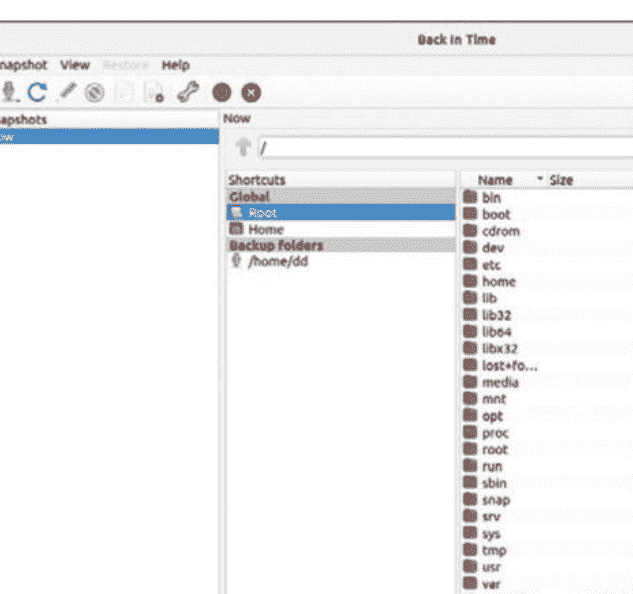 Back In Time
napshot View Restore Help
apshots
Now
ow
/
Shortcuts
Name Size
Global
Root
Home
Backup folders
/home/dd
bin
boot
cdrom
dev
etc
home
lib
lib32
lib64
libx32
lost+fo...
media
mnt
opt
proc
root
run
sbin
snap
srv
sys
tmp
usr
var